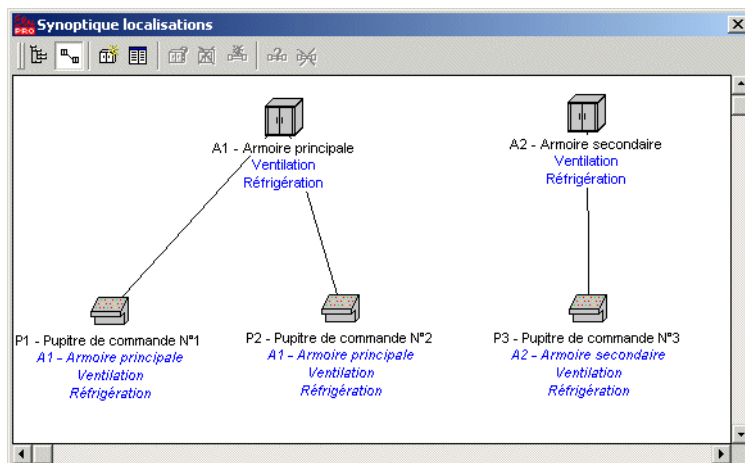 Synoptique localisations
A1 - Armoire principale
Ventilation
Réfrigération
A2 - Armoire secondaire
Ventilation
Réfrigération
P1 - Pupitre de commande N°1
A1 - Armoire principale
Ventilation
Réfrigération
P2 - Pupitre de commande N°2
A1 - Armoire principale
Ventilation
Réfrigération
P3 - Pupitre de commande N°3
A2 - Armoire secondaire
Ventilation
Réfrigération